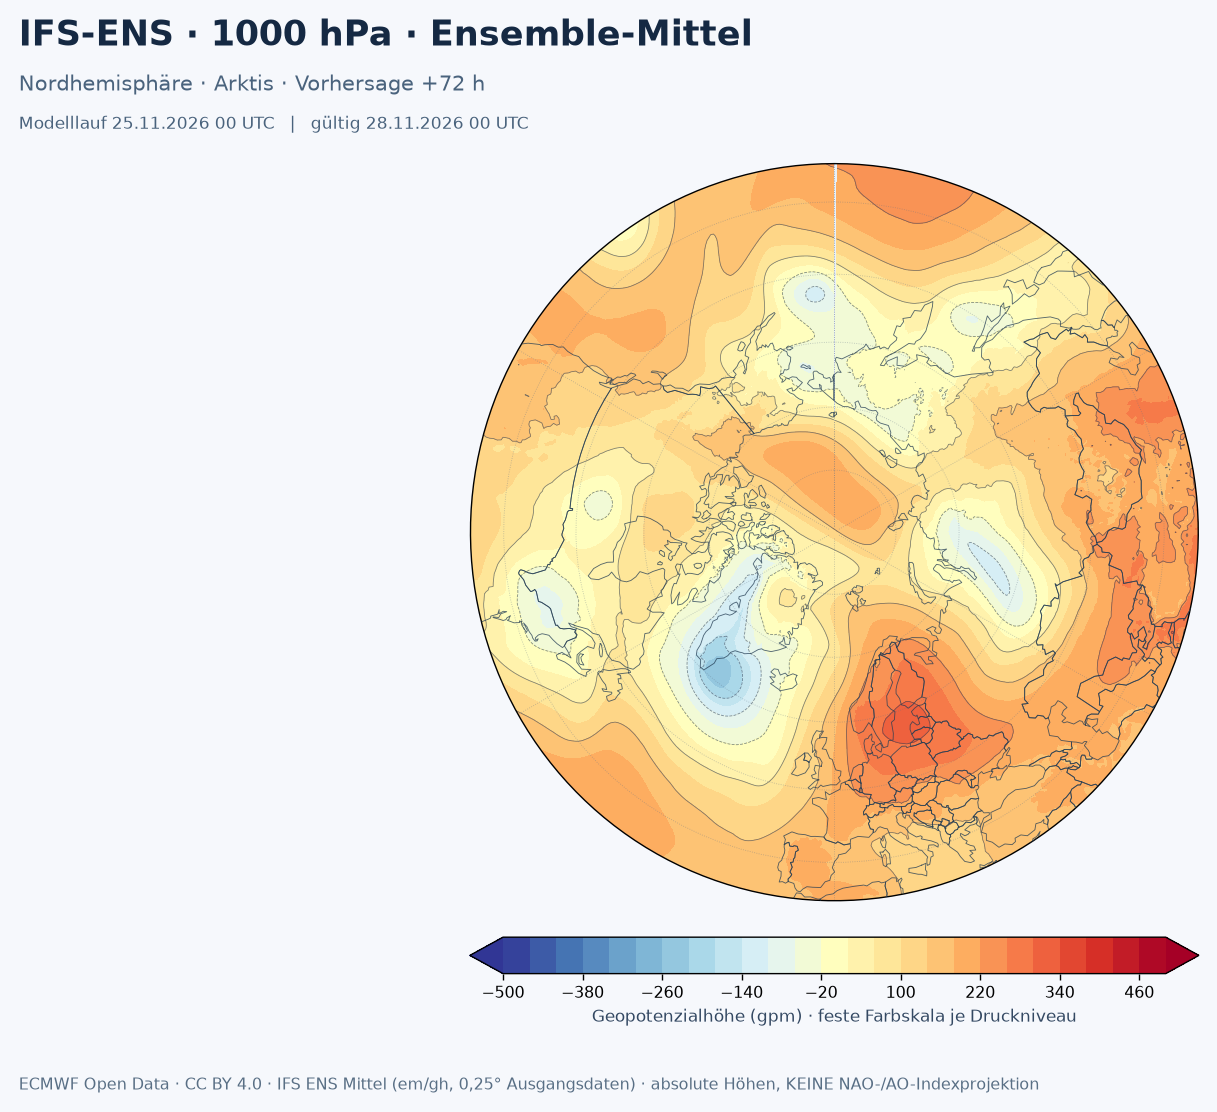 IFS-ENS · 1000 hPa · Ensemble-Mittel
Nordhemisphäre · Arktis · Vorhersage +72 h
Modelllauf 25.11.2026 00 UTC | gültig 28.11.2026 00 UTC
−500 −380 −260 −140 −20 100 220 340 460
Geopotenzialhöhe (gpm) · feste Farbskala je Druckniveau
ECMWF Open Data · CC BY 4.0 · IFS ENS Mittel (em/gh, 0,25° Ausgangsdaten) · absolute Höhen, KEINE NAO-/AO-Indexprojektion